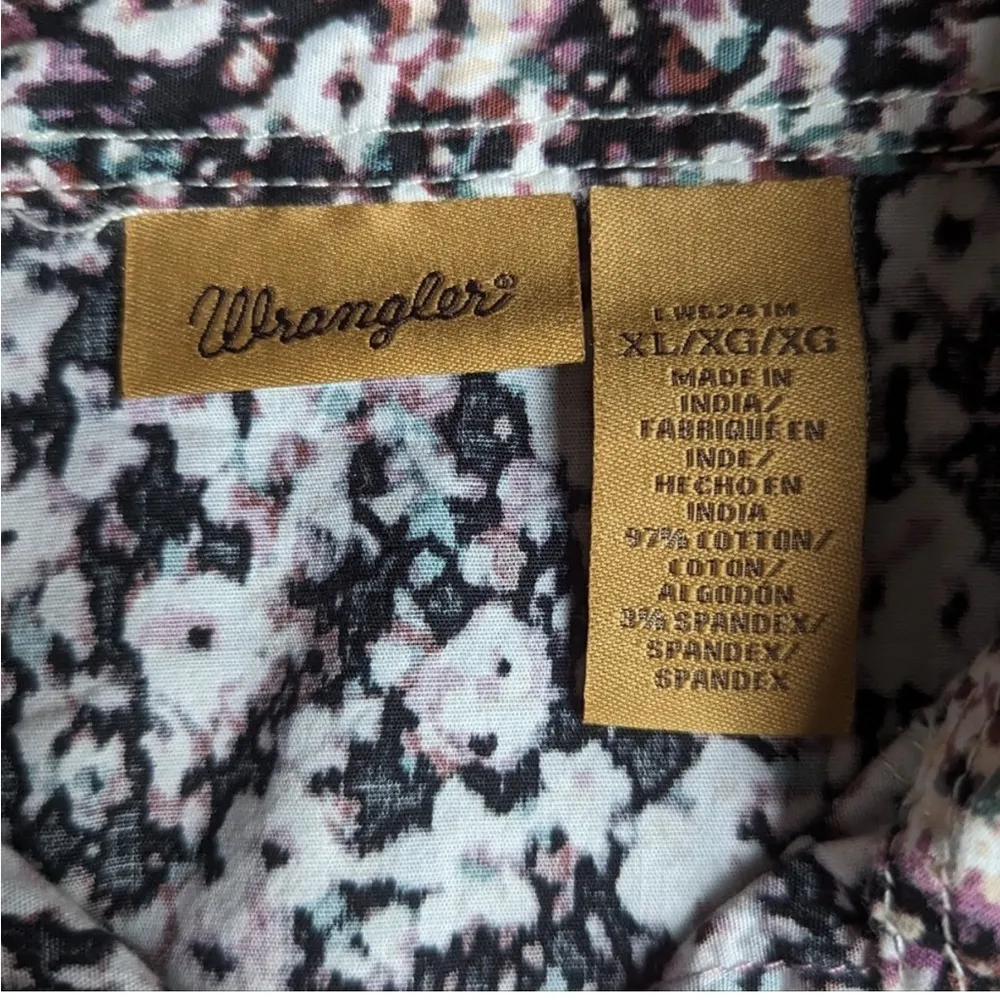 Wrangler®
LW5241M
XL/XG/XG
MADE IN
INDIA/
FABRIQUÉ EN
INDE/
HECHO EN
INDIA
97% COTTON/
COTON/
ALGODÓN
3% SPANDEX/
SPANDEX/
SPANDEX